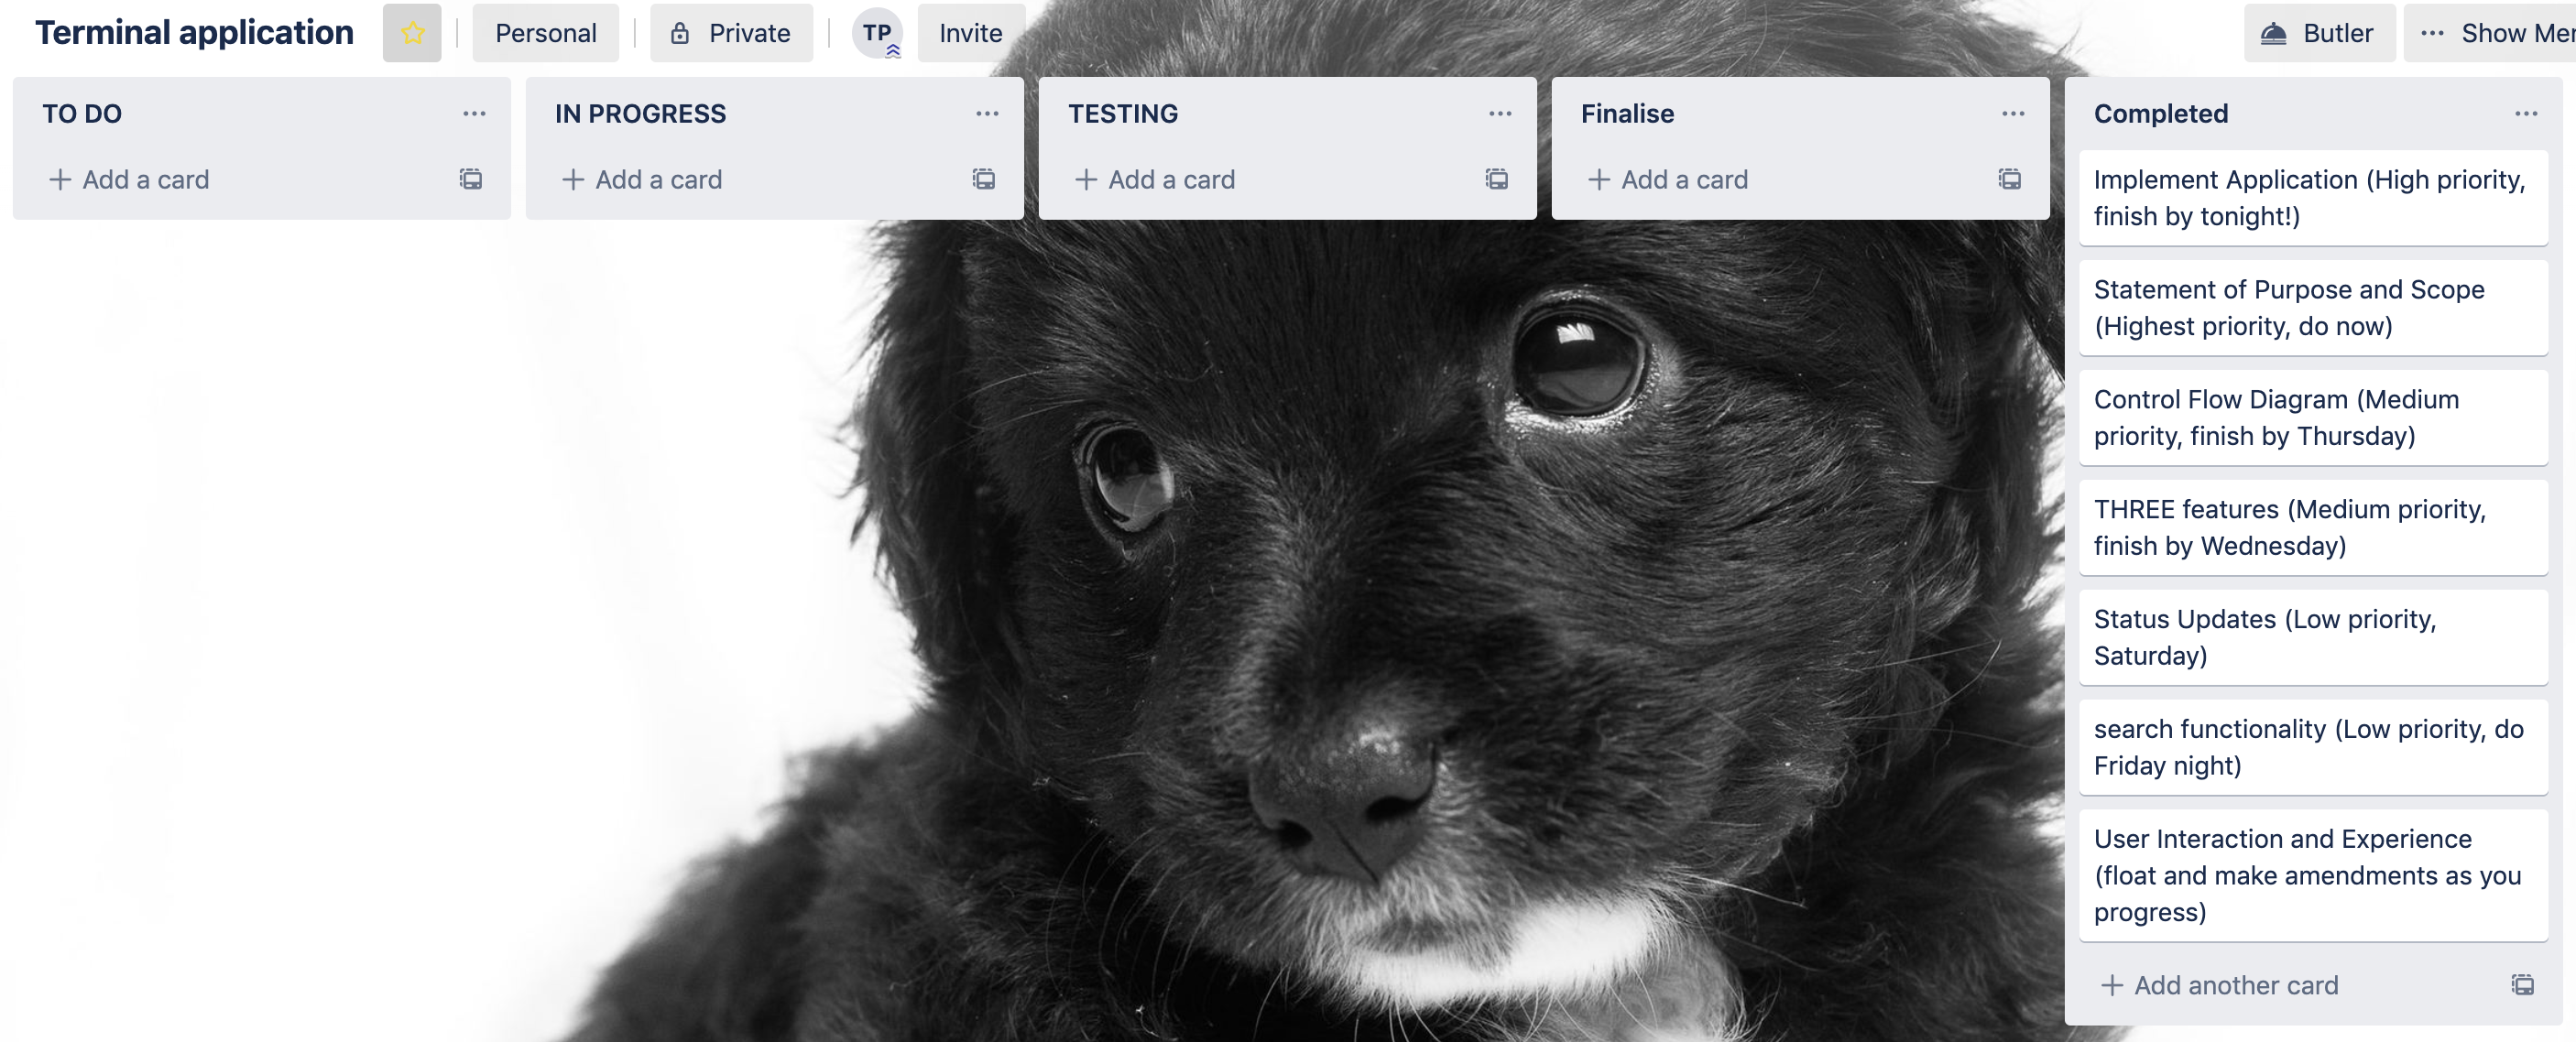 Terminal application
Personal
Private
TP
Invite
Butler
Show Mer
TO DO
Add a card
IN PROGRESS
Add a card
TESTING
Add a card
Finalise
Add a card
Completed
Implement Application (High priority,
finish by tonight!)
Statement of Purpose and Scope
(Highest priority, do now)
Control Flow Diagram (Medium
priority, finish by Thursday)
THREE features (Medium priority,
finish by Wednesday)
Status Updates (Low priority,
Saturday)
search functionality (Low priority, do
Friday night)
User Interaction and Experience
(float and make amendments as you
progress)
Add another card